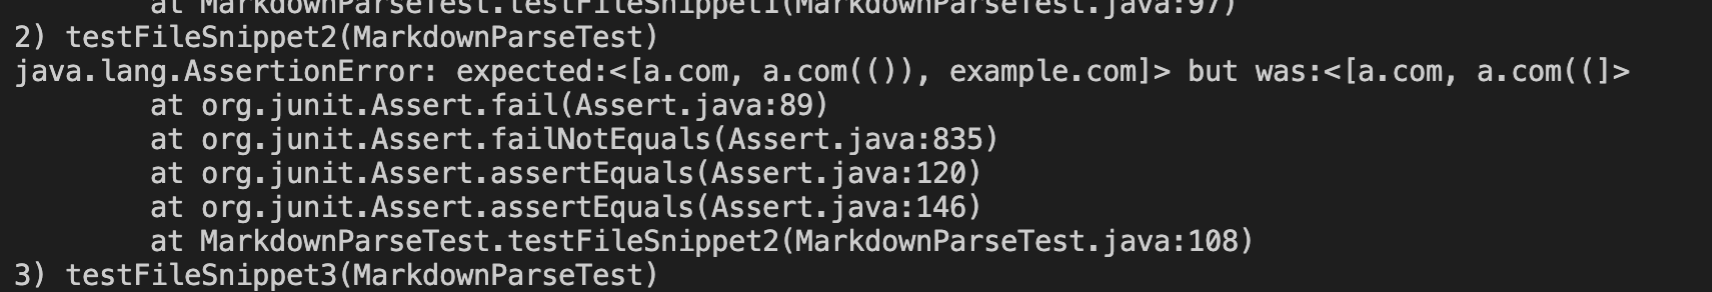 at MarkdownParseTest.testFileSnippet1(MarkdownParseTest.java:97)
2) testFileSnippet2(MarkdownParseTest)
java.lang.AssertionError: expected:<[a.com, a.com(()), example.com]> but was:<[a.com, a.com((]>
at org.junit.Assert.fail(Assert.java:89)
at org.junit.Assert.failNotEquals(Assert.java:835)
at org.junit.Assert.assertEquals(Assert.java:120)
at org.junit.Assert.assertEquals(Assert.java:146)
at MarkdownParseTest.testFileSnippet2(MarkdownParseTest.java:108)
3) testFileSnippet3(MarkdownParseTest)